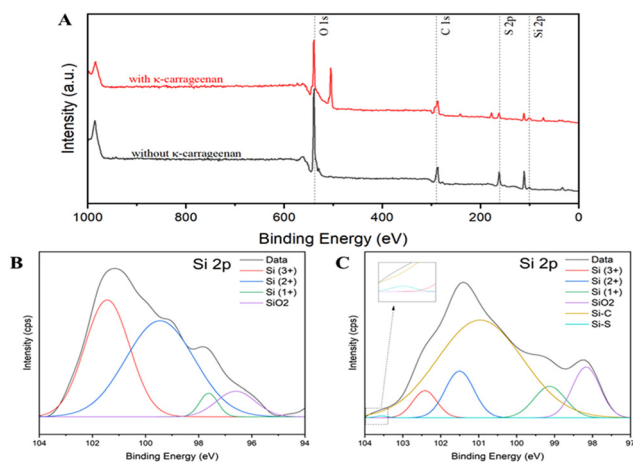 A
O 1s
C 1s
S 2p
Si 2p
with κ-carrageenan
without κ-carrageenan
Intensity (a.u.)
1000 800 600 400 200 0
Binding Energy (eV)
B
Si 2p
Data
Si (3+)
Si (2+)
Si (1+)
SiO2
Intensity (cps)
104 102 100 98 96 94
Binding Energy (eV)
C
Si 2p
Data
Si (3+)
Si (2+)
Si (1+)
SiO2
Si-C
Si-S
Intensity (cps)
104 103 102 101 100 99 98 97
Binding Energy (eV)